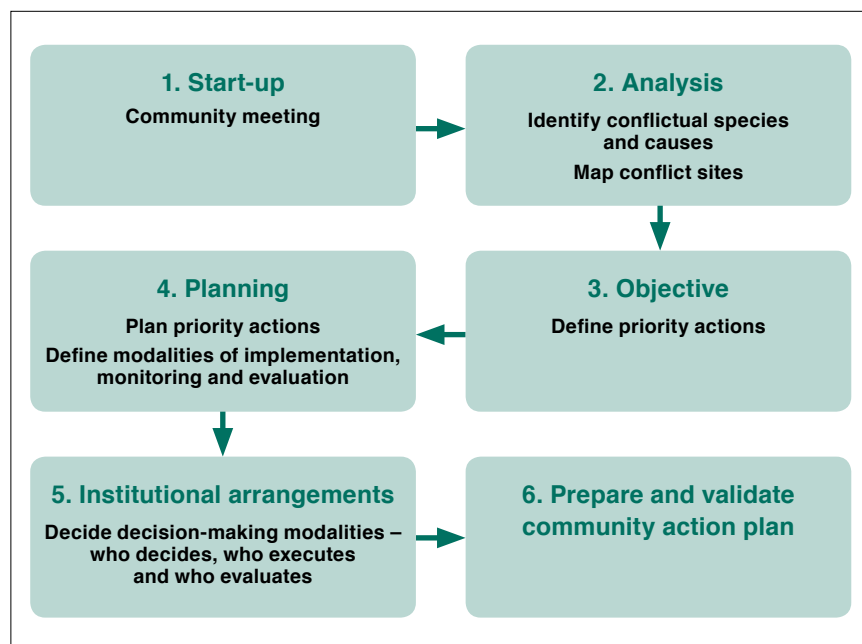 1. Start-up
Community meeting
2. Analysis
Identify conflictual species
and causes
Map conflict sites
3. Objective
Define priority actions
4. Planning
Plan priority actions
Define modalities of implementation,
monitoring and evaluation
5. Institutional arrangements
Decide decision-making modalities –
who decides, who executes
and who evaluates
6. Prepare and validate
community action plan